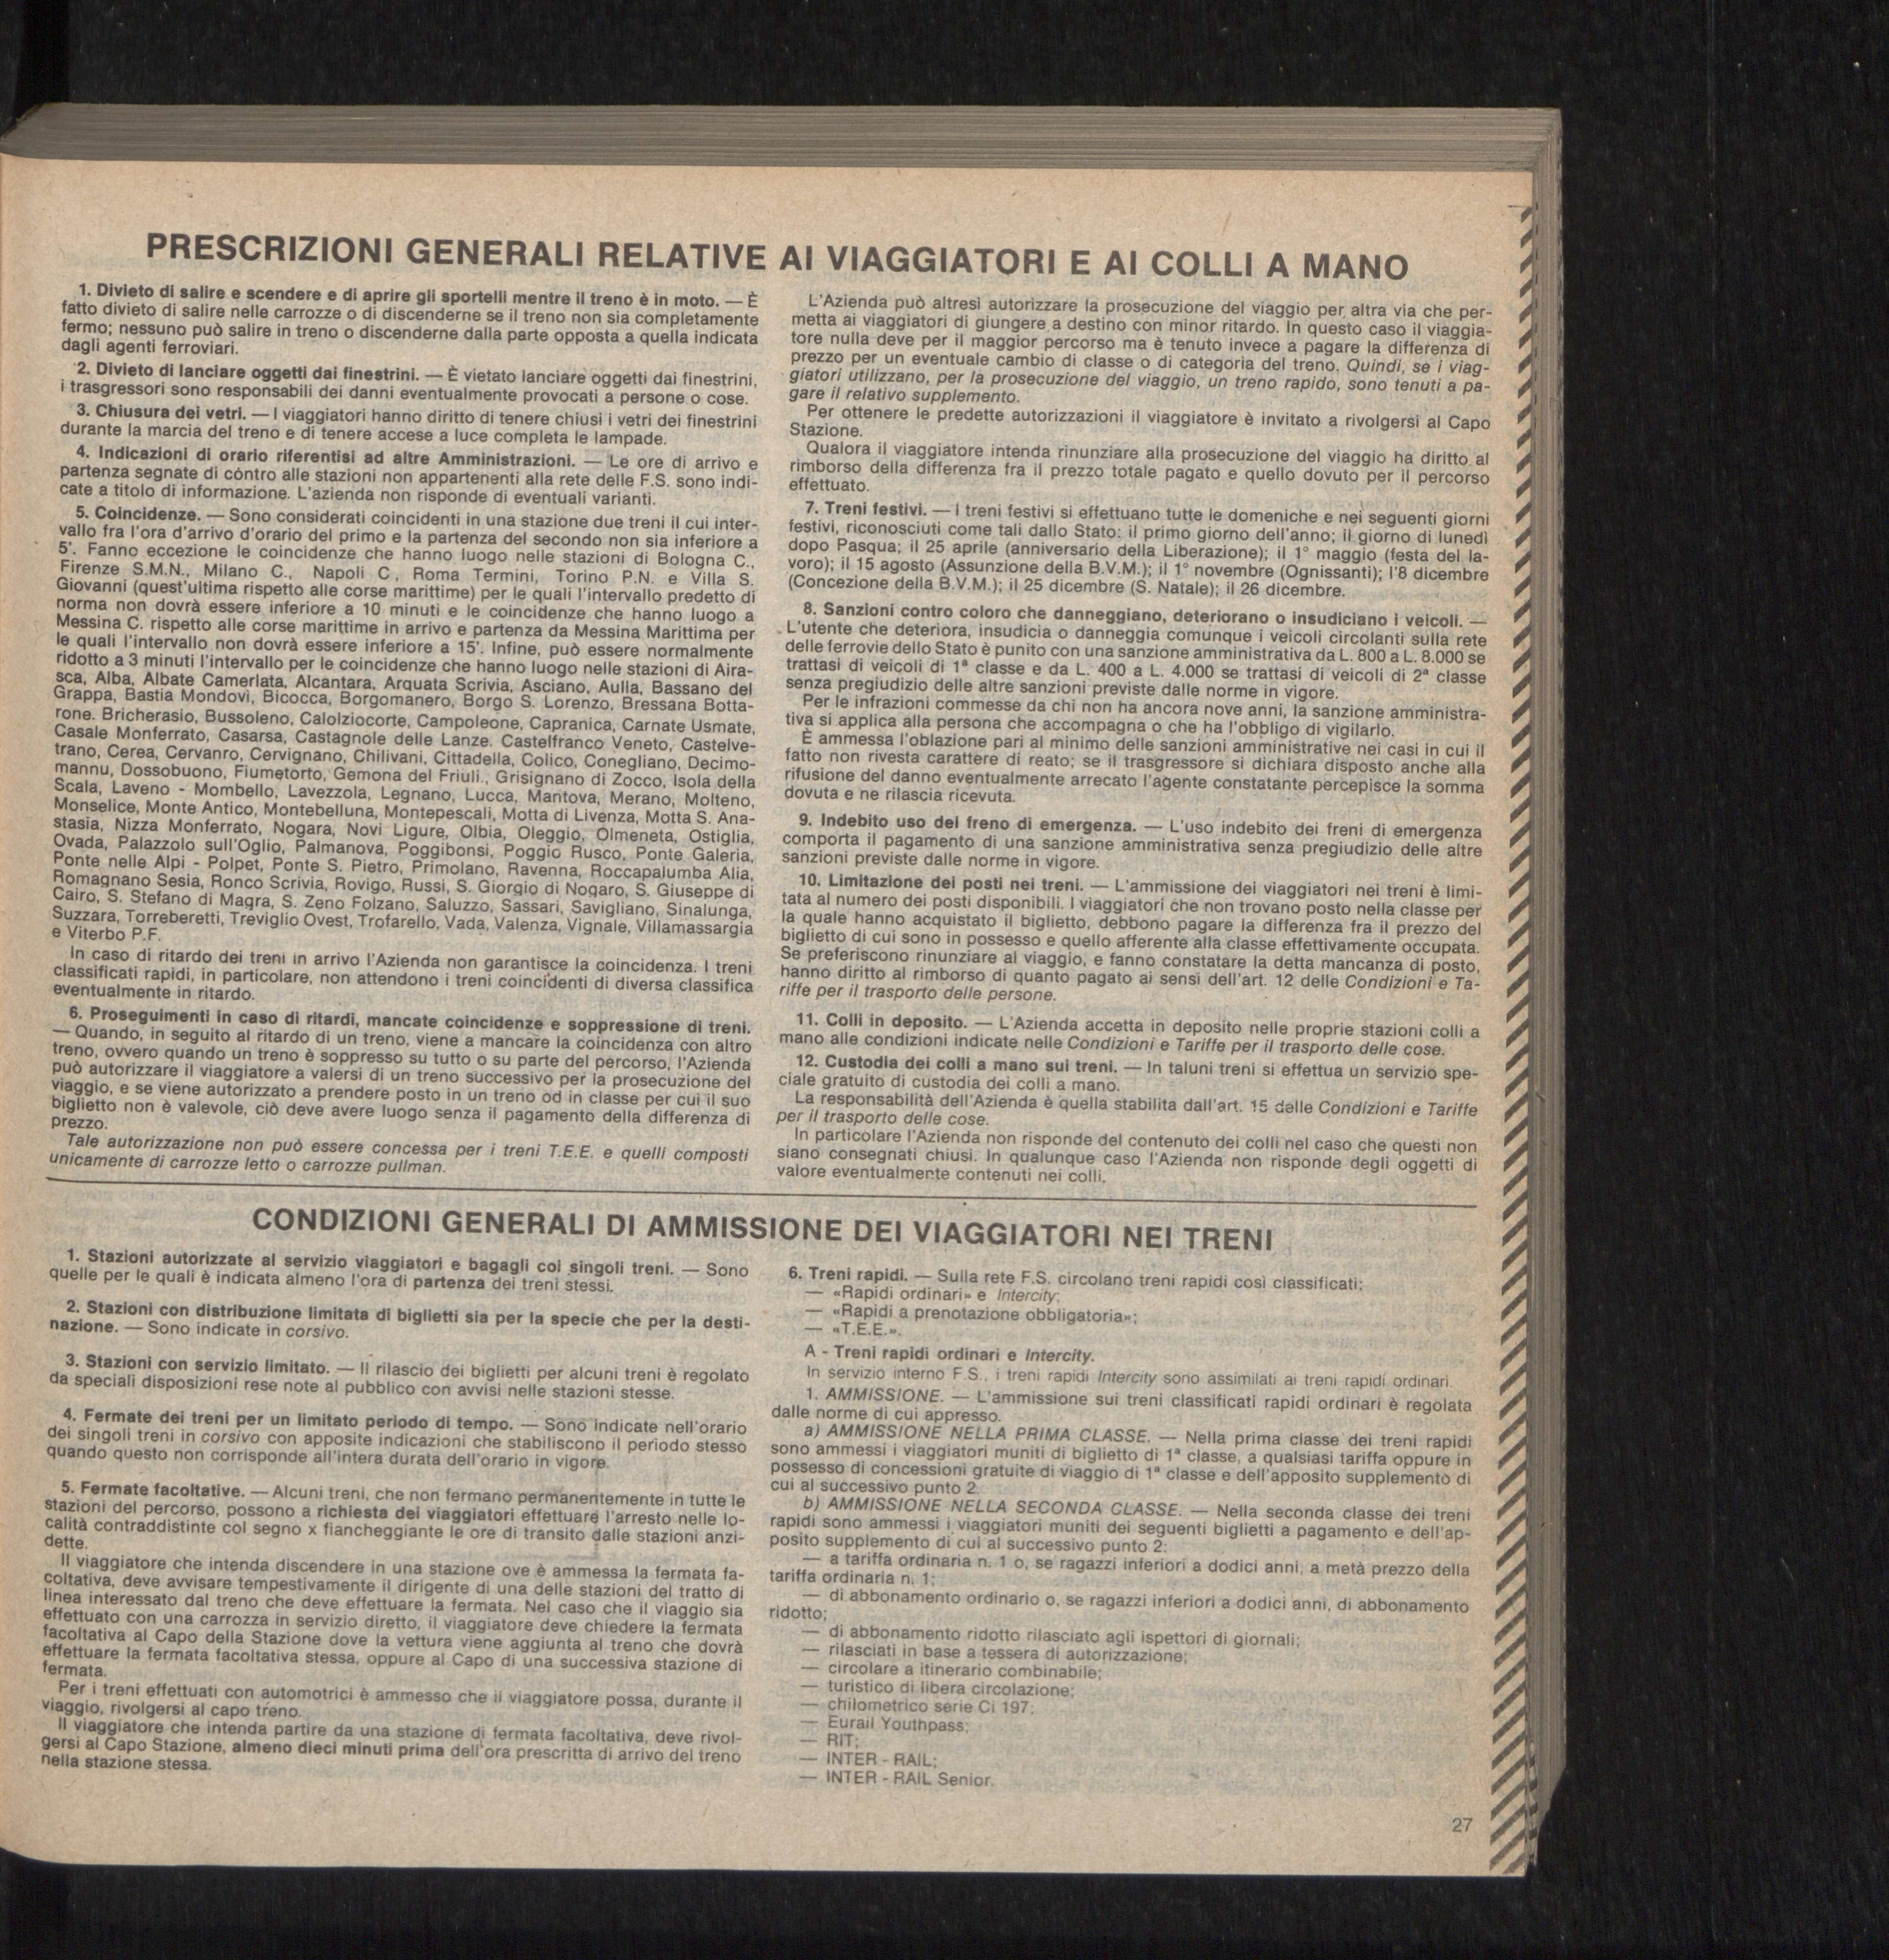 PRESCRIZIONI GENERALI RELATIVE AI VIAGGIATORI E AI COLLI A MANO
1. Divieto di salire e scendere e di aprire gli sportelli mentre il treno è in moto. — È
fatto divieto di salire nelle carrozze o di discenderne se il treno non sia completamente
fermo; nessuno può salire in treno o discenderne dalla parte opposta a quella indicata
dagli agenti ferroviari.
2. Divieto di lanciare oggetti dai finestrini. — È vietato lanciare oggetti dai finestrini,
i trasgressori sono responsabili dei danni eventualmente provocati a persone o cose.
3. Chiusura dei vetri. — I viaggiatori hanno diritto di tenere chiusi i vetri dei finestrini
durante la marcia del treno e di tenere accese a luce completa le lampade.
4. Indicazioni di orario riferentisi ad altre Amministrazioni. — Le ore di arrivo e
partenza segnate di contro alle stazioni non appartenenti alla rete delle F.S. sono indi-
cate a titolo di informazione. L'azienda non risponde di eventuali varianti.
5. Coincidenze. — Sono considerati coincidenti in una stazione due treni il cui inter-
vallo fra l'ora d'arrivo d'orario del primo e la partenza del secondo non sia inferiore a
5'. Fanno eccezione le coincidenze che hanno luogo nelle stazioni di Bologna C.,
Firenze S.M.N., Milano C., Napoli C, Roma Termini, Torino P.N. e Villa S.
Giovanni (quest'ultima rispetto alle corse marittime) per le quali l'intervallo predetto di
norma non dovrà essere inferiore a 10 minuti e le coincidenze che hanno luogo a
Messina C. rispetto alle corse marittime in arrivo e partenza da Messina Marittima per
le quali l'intervallo non dovrà essere inferiore a 15'. Infine, può essere normalmente
ridotto a 3 minuti l'intervallo per le coincidenze che hanno luogo nelle stazioni di Aira-
sca, Alba, Albate Camerlata, Alcantara, Arquata Scrivia, Asciano, Aulla, Bassano del
Grappa, Bastia Mondovì, Bicocca, Borgomanero, Borgo S. Lorenzo, Bressana Botta-
rone. Bricherasio, Bussoleno, Calolziocorte, Campoleone, Capranica, Carnate Usmate,
Casale Monferrato, Casarsa, Castagnole delle Lanze. Castelfranco Veneto, Castelve-
trano, Cerea, Cervanro, Cervignano, Chilivani, Cittadella, Colico, Conegliano, Decimo-
mannu, Dossobuono, Fiumetorto, Gemona del Friuli., Grisignano di Zocco, Isola della
Scala, Laveno - Mombello, Lavezzola, Legnano, Lucca, Mantova, Merano, Molteno,
Monselice, Monte Antico, Montebelluna, Montepescali, Motta di Livenza, Motta S. Ana-
stasia, Nizza Monferrato, Nogara, Novi Ligure, Olbia, Oleggio, Olmeneta, Ostiglia,
Ovada, Palazzolo sull'Oglio, Palmanova, Poggibonsi, Poggio Rusco, Ponte Galeria,
Ponte nelle Alpi - Polpet, Ponte S. Pietro, Primolano, Ravenna, Roccapalumba Alia,
Romagnano Sesia, Ronco Scrivia, Rovigo, Russi, S. Giorgio di Nogaro, S. Giuseppe di
Cairo, S. Stefano di Magra, S. Zeno Folzano, Saluzzo, Sassari, Savigliano, Sinalunga,
Suzzara, Torreberetti, Treviglio Ovest, Trofarello, Vada, Valenza, Vignale, Villamassargia
e Viterbo P.F.
In caso di ritardo dei treni in arrivo l'Azienda non garantisce la coincidenza. I treni
classificati rapidi, in particolare, non attendono i treni coincidenti di diversa classifica
eventualmente in ritardo.
6. Proseguimenti in caso di ritardi, mancate coincidenze e soppressione di treni.
— Quando, in seguito al ritardo di un treno, viene a mancare la coincidenza con altro
treno, ovvero quando un treno è soppresso su tutto o su parte del percorso, l'Azienda
può autorizzare il viaggiatore a valersi di un treno successivo per la prosecuzione del
viaggio, e se viene autorizzato a prendere posto in un treno od in classe per cui il suo
biglietto non è valevole, ciò deve avere luogo senza il pagamento della differenza di
prezzo.
Tale autorizzazione non può essere concessa per i treni T.E.E. e quelli composti
unicamente di carrozze letto o carrozze pullman.
L'Azienda può altresì autorizzare la prosecuzione del viaggio per altra via che per-
metta ai viaggiatori di giungere a destino con minor ritardo. In questo caso il viaggia-
tore nulla deve per il maggior percorso ma è tenuto invece a pagare la differenza di
prezzo per un eventuale cambio di classe o di categoria del treno. Quindi, se i viag-
giatori utilizzano, per la prosecuzione del viaggio, un treno rapido, sono tenuti a pa-
gare il relativo supplemento.
Per ottenere le predette autorizzazioni il viaggiatore è invitato a rivolgersi al Capo
Stazione.
Qualora il viaggiatore intenda rinunziare alla prosecuzione del viaggio ha diritto al
rimborso della differenza fra il prezzo totale pagato e quello dovuto per il percorso
effettuato.
7. Treni festivi. — I treni festivi si effettuano tutte le domeniche e nei seguenti giorni
festivi, riconosciuti come tali dallo Stato: il primo giorno dell'anno; il giorno di lunedì
dopo Pasqua; il 25 aprile (anniversario della Liberazione); il 1° maggio (festa del la-
voro); il 15 agosto (Assunzione della B.V.M.); il 1° novembre (Ognissanti); l'8 dicembre
(Concezione della B.V.M.); il 25 dicembre (S. Natale); il 26 dicembre.
8. Sanzioni contro coloro che danneggiano, deteriorano o insudiciano i veicoli. —
L'utente che deteriora, insudicia o danneggia comunque i veicoli circolanti sulla rete
delle ferrovie dello Stato è punito con una sanzione amministrativa da L. 800 a L. 8.000 se
trattasi di veicoli di 1ª classe e da L. 400 a L. 4.000 se trattasi di veicoli di 2ª classe
senza pregiudizio delle altre sanzioni previste dalle norme in vigore.
Per le infrazioni commesse da chi non ha ancora nove anni, la sanzione amministra-
tiva si applica alla persona che accompagna o che ha l'obbligo di vigilarlo.
È ammessa l'oblazione pari al minimo delle sanzioni amministrative nei casi in cui il
fatto non rivesta carattere di reato; se il trasgressore si dichiara disposto anche alla
rifusione del danno eventualmente arrecato l'agente constatante percepisce la somma
dovuta e ne rilascia ricevuta.
9. Indebito uso del freno di emergenza. — L'uso indebito dei freni di emergenza
comporta il pagamento di una sanzione amministrativa senza pregiudizio delle altre
sanzioni previste dalle norme in vigore.
10. Limitazione dei posti nei treni. — L'ammissione dei viaggiatori nei treni è limi-
tata al numero dei posti disponibili. I viaggiatori che non trovano posto nella classe per
la quale hanno acquistato il biglietto, debbono pagare la differenza fra il prezzo del
biglietto di cui sono in possesso e quello afferente alla classe effettivamente occupata.
Se preferiscono rinunziare al viaggio, e fanno constatare la detta mancanza di posto,
hanno diritto al rimborso di quanto pagato ai sensi dell'art. 12 delle Condizioni e Ta-
riffe per il trasporto delle persone.
11. Colli in deposito. — L'Azienda accetta in deposito nelle proprie stazioni colli a
mano alle condizioni indicate nelle Condizioni e Tariffe per il trasporto delle cose.
12. Custodia dei colli a mano sui treni. — In taluni treni si effettua un servizio spe-
ciale gratuito di custodia dei colli a mano.
La responsabilità dell'Azienda è quella stabilita dall'art. 15 delle Condizioni e Tariffe
per il trasporto delle cose.
In particolare l'Azienda non risponde del contenuto dei colli nel caso che questi non
siano consegnati chiusi. In qualunque caso l'Azienda non risponde degli oggetti di
valore eventualmente contenuti nei colli.
CONDIZIONI GENERALI DI AMMISSIONE DEI VIAGGIATORI NEI TRENI
1. Stazioni autorizzate al servizio viaggiatori e bagagli coi singoli treni. — Sono
quelle per le quali è indicata almeno l'ora di partenza dei treni stessi.
2. Stazioni con distribuzione limitata di biglietti sia per la specie che per la desti-
nazione. — Sono indicate in corsivo.
3. Stazioni con servizio limitato. — Il rilascio dei biglietti per alcuni treni è regolato
da speciali disposizioni rese note al pubblico con avvisi nelle stazioni stesse.
4. Fermate dei treni per un limitato periodo di tempo. — Sono indicate nell'orario
dei singoli treni in corsivo con apposite indicazioni che stabiliscono il periodo stesso
quando questo non corrisponde all'intera durata dell'orario in vigore.
5. Fermate facoltative. — Alcuni treni, che non fermano permanentemente in tutte le
stazioni del percorso, possono a richiesta dei viaggiatori effettuare l'arresto nelle lo-
calità contraddistinte col segno x fiancheggiante le ore di transito dalle stazioni anzi-
dette.
Il viaggiatore che intenda discendere in una stazione ove è ammessa la fermata fa-
coltativa, deve avvisare tempestivamente il dirigente di una delle stazioni del tratto di
linea interessato dal treno che deve effettuare la fermata. Nel caso che il viaggio sia
effettuato con una carrozza in servizio diretto, il viaggiatore deve chiedere la fermata
facoltativa al Capo della Stazione dove la vettura viene aggiunta al treno che dovrà
effettuare la fermata facoltativa stessa, oppure al Capo di una successiva stazione di
fermata.
Per i treni effettuati con automotrici è ammesso che il viaggiatore possa, durante il
viaggio, rivolgersi al capo treno.
Il viaggiatore che intenda partire da una stazione di fermata facoltativa, deve rivol-
gersi al Capo Stazione, almeno dieci minuti prima dell'ora prescritta di arrivo del treno
nella stazione stessa.
6. Treni rapidi. — Sulla rete F.S. circolano treni rapidi così classificati:
— «Rapidi ordinari» e Intercity;
— «Rapidi a prenotazione obbligatoria»;
— «T.E.E.».
A - Treni rapidi ordinari e Intercity.
In servizio interno F.S., i treni rapidi Intercity sono assimilati ai treni rapidi ordinari.
1. AMMISSIONE. — L'ammissione sui treni classificati rapidi ordinari è regolata
dalle norme di cui appresso.
a) AMMISSIONE NELLA PRIMA CLASSE. — Nella prima classe dei treni rapidi
sono ammessi i viaggiatori muniti di biglietto di 1ª classe, a qualsiasi tariffa oppure in
possesso di concessioni gratuite di viaggio di 1ª classe e dell'apposito supplemento di
cui al successivo punto 2.
b) AMMISSIONE NELLA SECONDA CLASSE. — Nella seconda classe dei treni
rapidi sono ammessi i viaggiatori muniti dei seguenti biglietti a pagamento e dell'ap-
posito supplemento di cui al successivo punto 2:
— a tariffa ordinaria n. 1 o, se ragazzi inferiori a dodici anni, a metà prezzo della
tariffa ordinaria n. 1;
— di abbonamento ordinario o, se ragazzi inferiori a dodici anni, di abbonamento
ridotto;
— di abbonamento ridotto rilasciato agli ispettori di giornali;
— rilasciati in base a tessera di autorizzazione;
— circolare a itinerario combinabile;
— turistico di libera circolazione;
— chilometrico serie Ci 197;
— Eurail Youthpass;
— RIT;
— INTER - RAIL;
— INTER - RAIL Senior.
27